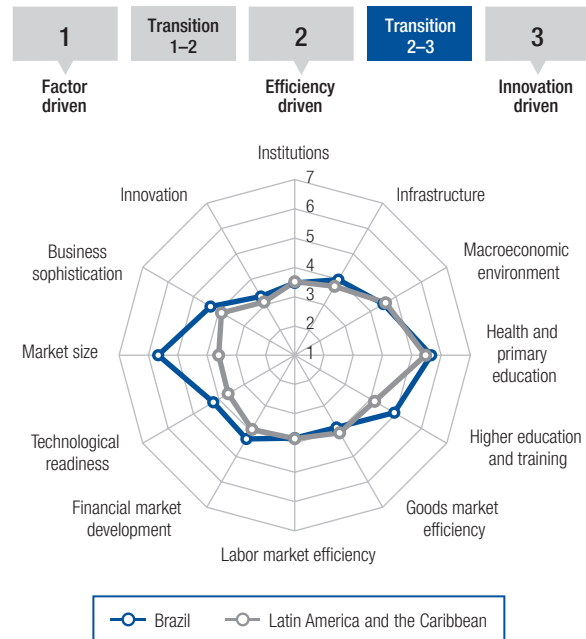 1
Transition
1–2
2
Transition
2–3
3
Factor
driven
Efficiency
driven
Innovation
driven
Institutions
7
Innovation
Infrastructure
6
5
Business
sophistication
Macroeconomic
environment
4
3
2
Market size
1
Health and
primary
education
Technological
readiness
Higher education
and training
Financial market
development
Goods market
efficiency
Labor market efficiency
Brazil
Latin America and the Caribbean